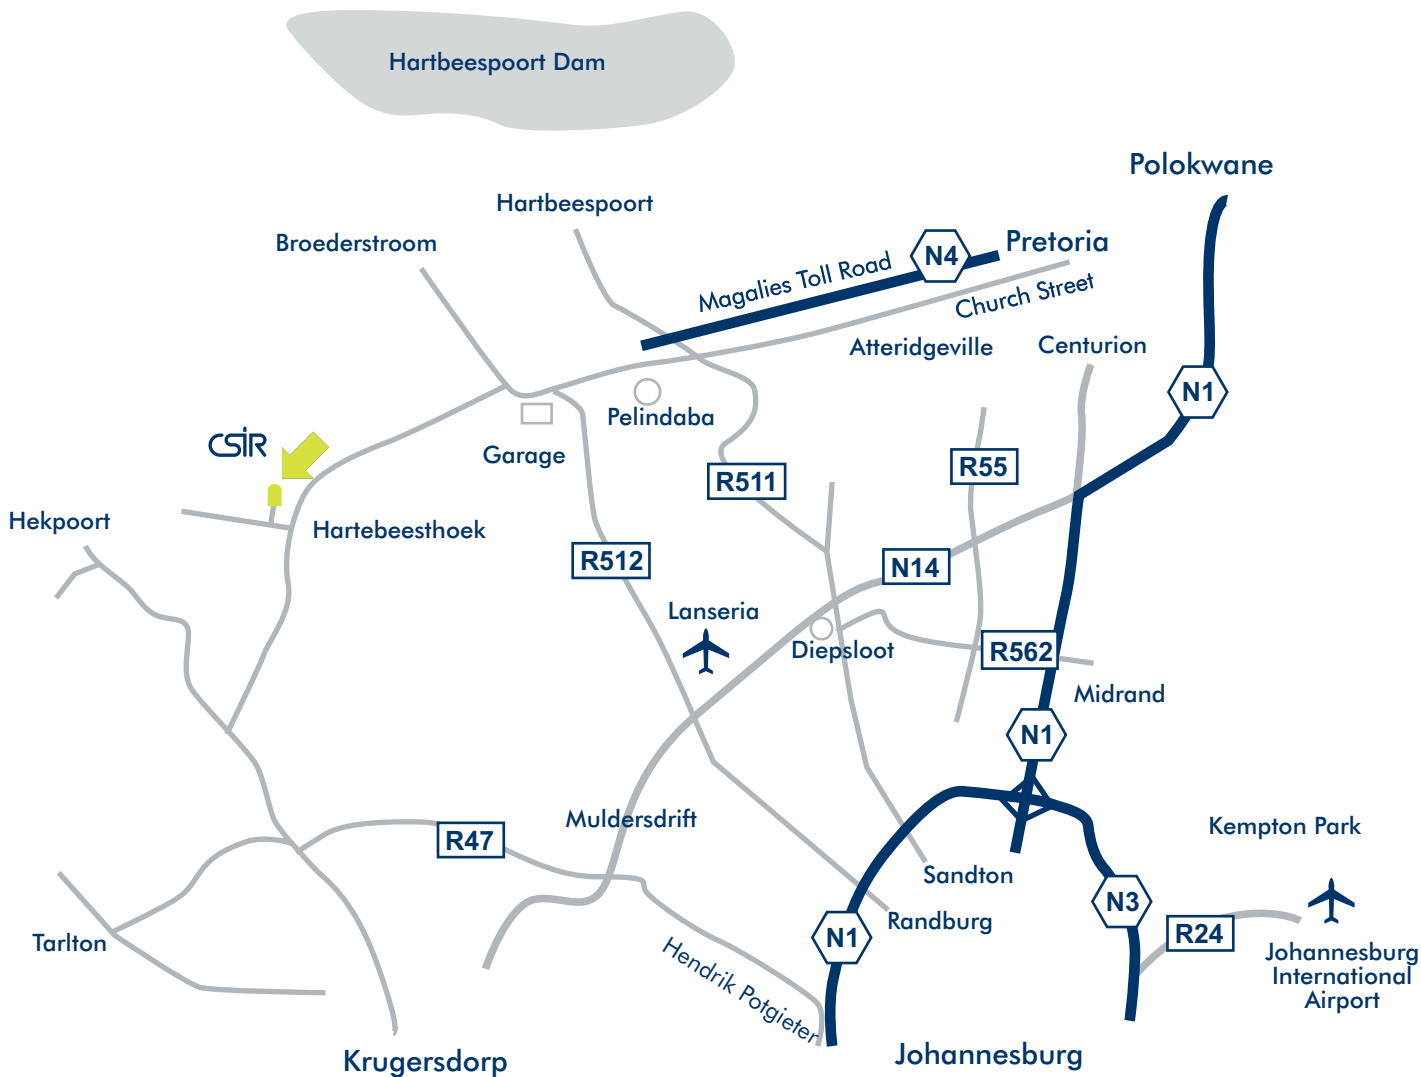 Hartbeespoort Dam
Polokwane
Hartbeespoort
Broederstroom
Pretoria
N4
Magalies Toll Road
Church Street
Atteridgeville
Centurion
N1
Pelindaba
CSIR
Garage
R55
R511
Hekpoort
Hartebeesthoek
R512
N14
Lanseria
Diepsloot
R562
Midrand
N1
Muldersdrift
Kempton Park
R47
Sandton
N3
Randburg
N1
R24
Tarlton
Hendrik Potgieter
Johannesburg
International
Airport
Krugersdorp
Johannesburg